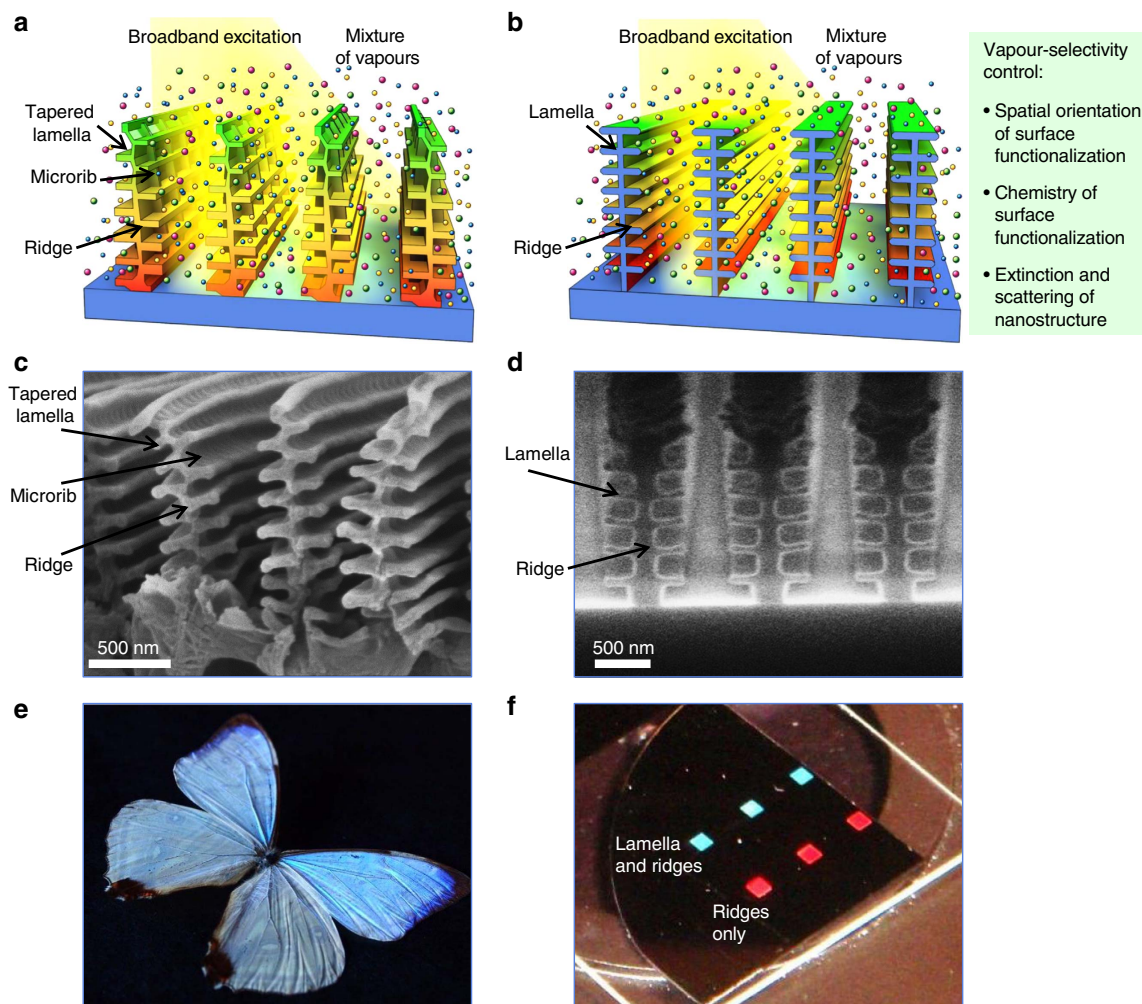 a
Broadband excitation
Mixture
of vapours
Tapered
lamella
Microrib
Ridge
b
Broadband excitation
Mixture
of vapours
Lamella
Ridge
Vapour-selectivity
control:
• Spatial orientation
of surface
functionalization
• Chemistry of
surface
functionalization
• Extinction and
scattering of
nanostructure
c
Tapered
lamella
Microrib
Ridge
500 nm
d
Lamella
Ridge
500 nm
e
f
Lamella
and ridges
Ridges
only